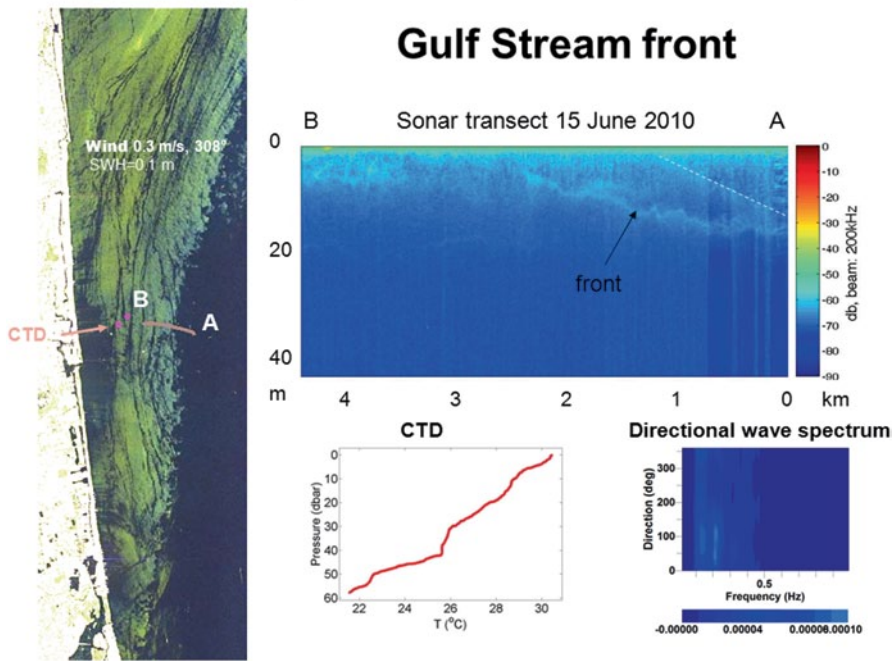 Gulf Stream front
Wind 0.3 m/s, 308°
SWH=0.1 m
B
A
CTD
B Sonar transect 15 June 2010 A
0
20
40
m
front
4 3 2 1 0 km
0
-10
-20
-30
-40
-50
-60
-70
-80
-90
db, beam: 200kHz
CTD
Pressure (dbar)
0
10
20
30
40
50
60
22 24 26 28 30
T (°C)
Directional wave spectrum
Direction (deg)
300
200
100
0
0.5
Frequency (Hz)
-0.00000 0.00004 0.00008 0.00010